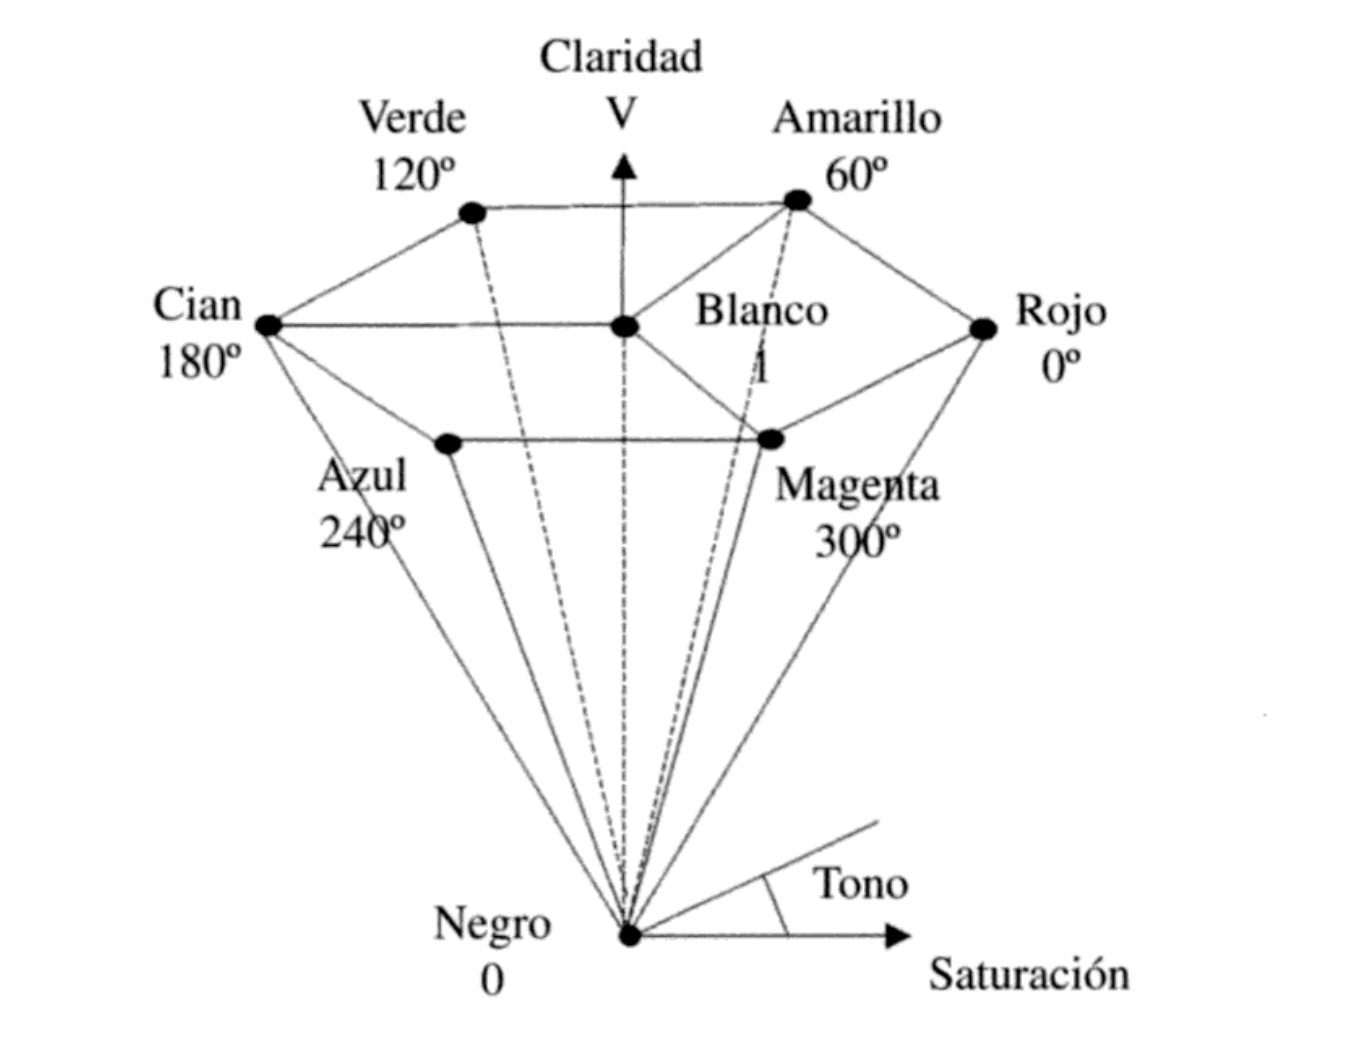 Claridad
V
Verde
120º
Amarillo
60º
Cian
180º
Blanco
1
Rojo
0º
Azul
240º
Magenta
300º
Tono
Negro
0
Saturación